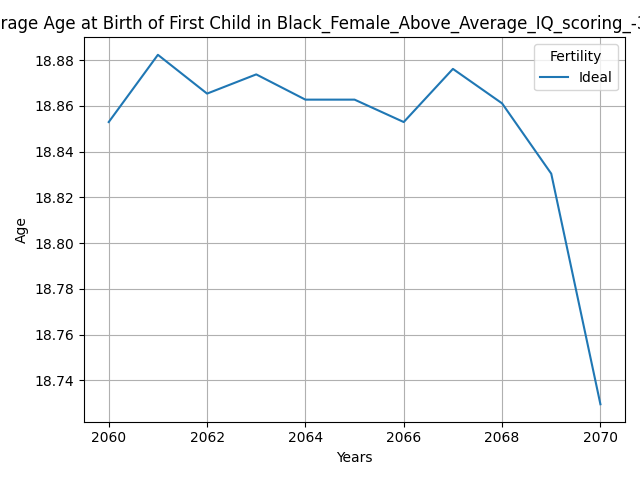 rage Age at Birth of First Child in Black_Female_Above_Average_IQ_scoring_-
Fertility
Ideal
18.88
18.86
18.84
18.82
18.80
18.78
18.76
18.74
Age
2060 2062 2064 2066 2068 2070
Years